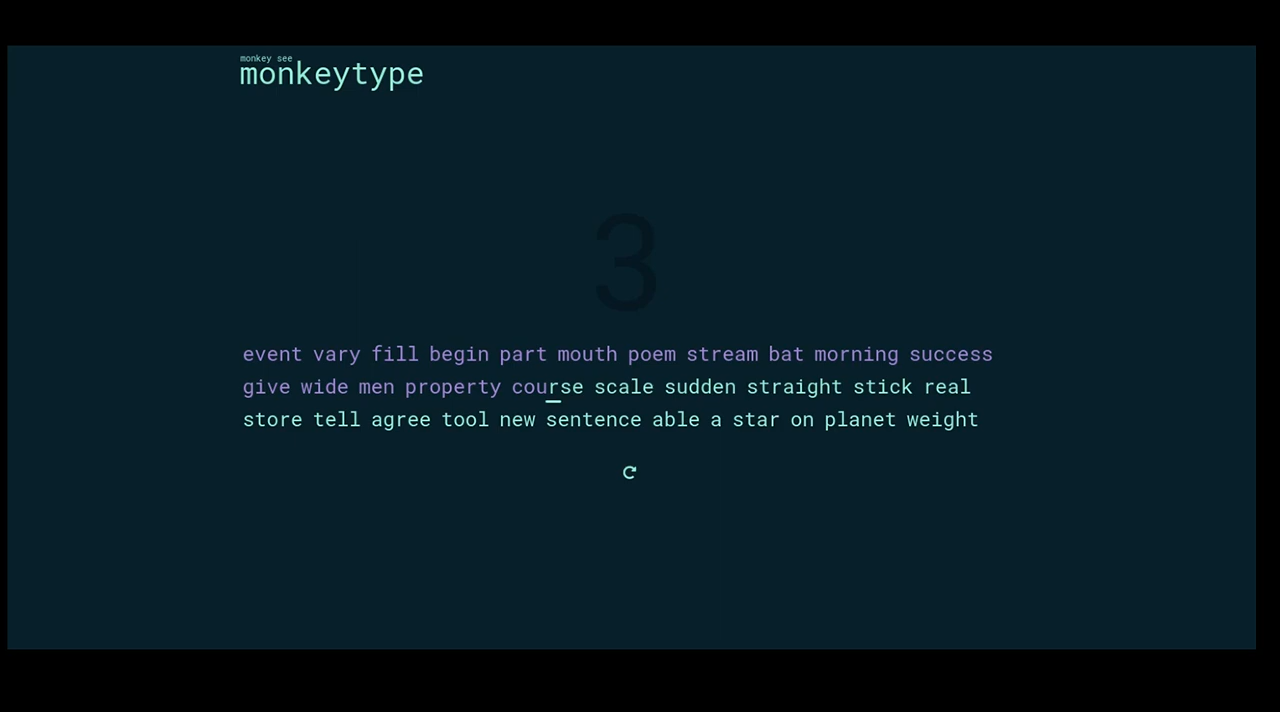 monkey see
monkeytype
3
event vary fill begin part mouth poem stream bat morning success
give wide men property course scale sudden straight stick real
store tell agree tool new sentence able a star on planet weight